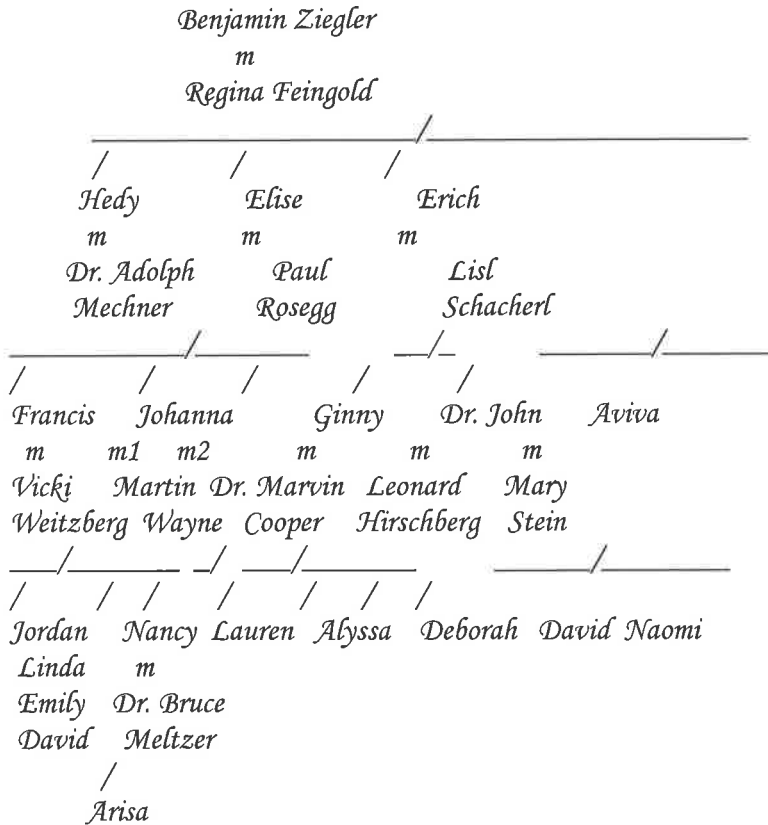 Benjamin Ziegler
m
Regina Feingold
Hedy Elise Erich
m m m
Dr. Adolph Paul Lisl
Mechner Rosegg Schacherl
Francis Johanna Ginny Dr. John Aviva
m m1 m2 m m m
Vicki Martin Dr. Marvin Leonard Mary
Weitzberg Wayne Cooper Hirschberg Stein
Jordan Nancy Lauren Alyssa Deborah David Naomi
Linda m
Emily Dr. Bruce
David Meltzer
Arisa